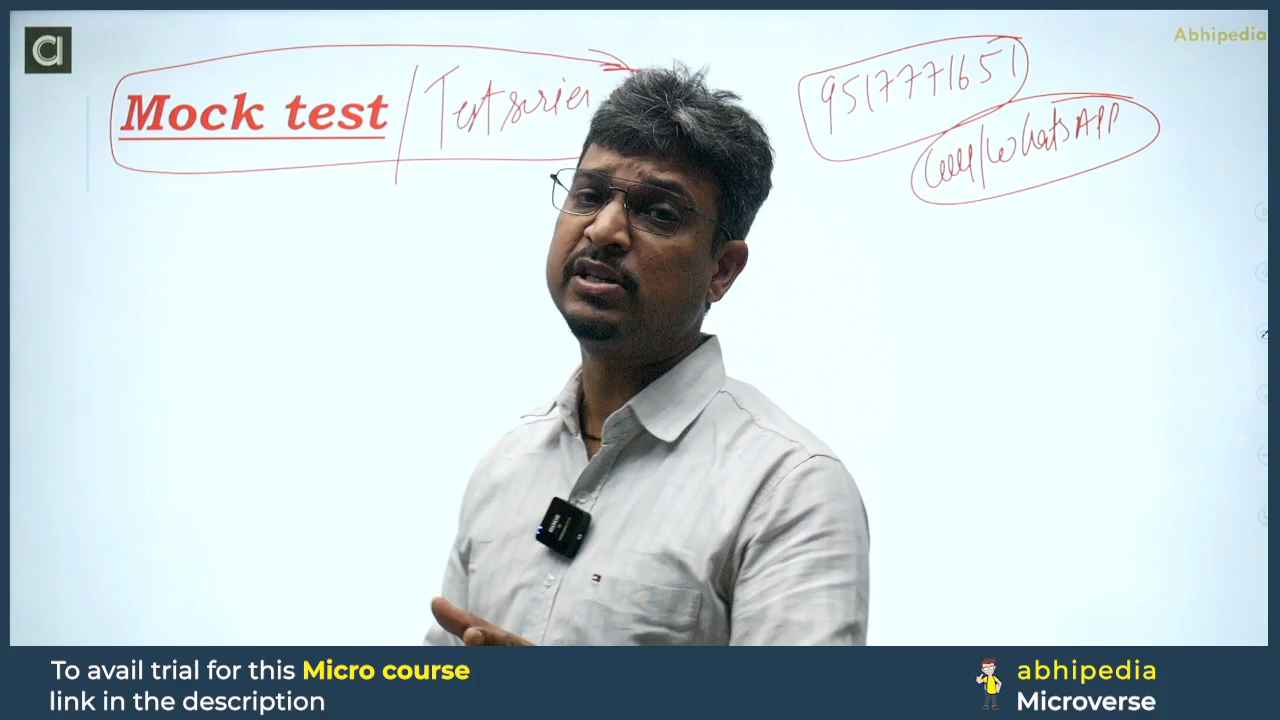 Abhipedia
Mock test / Test series
9517771651
Call/WhatsAPP
To avail trial for this Micro course
link in the description
abhipedia
Microverse